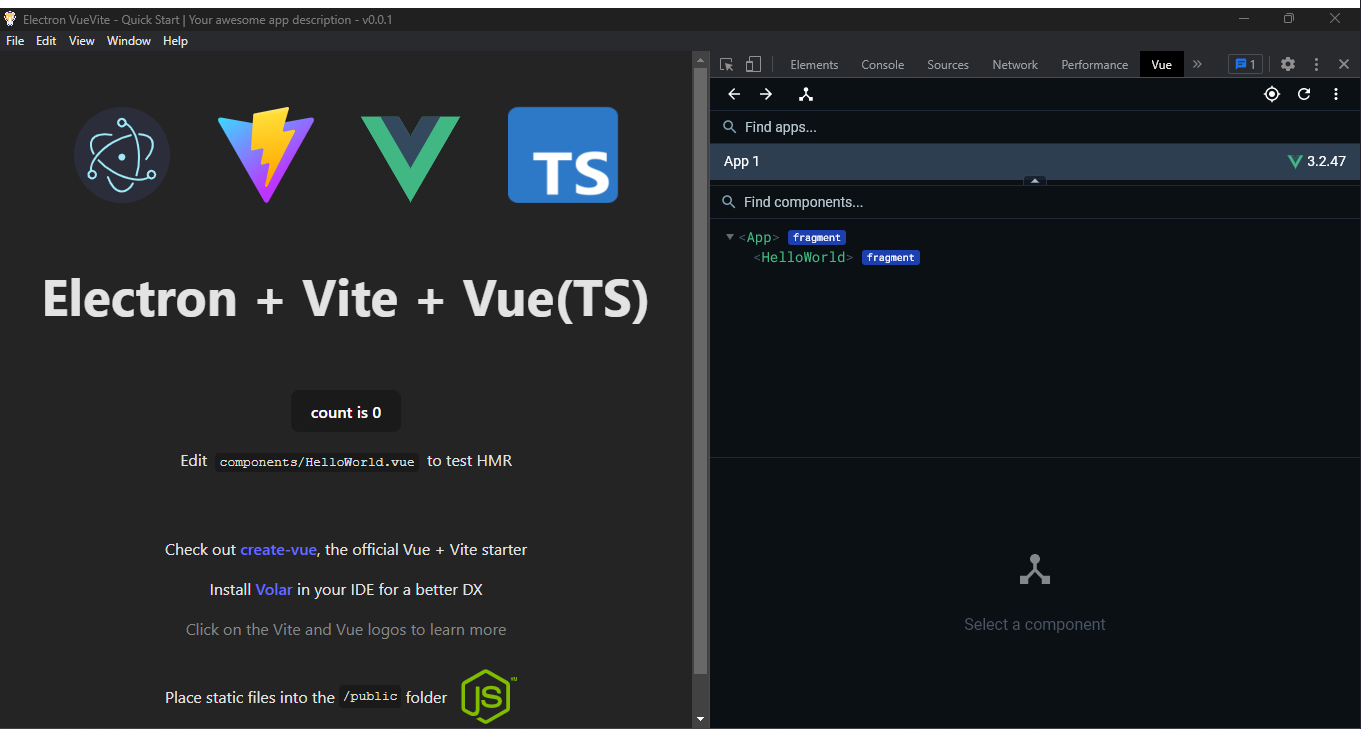 Electron VueVite - Quick Start | Your awesome app description - v0.0.1
File Edit View Window Help
TS
Electron + Vite + Vue(TS)
count is 0
Edit components/HelloWorld.vue to test HMR
Check out create-vue, the official Vue + Vite starter
Install Volar in your IDE for a better DX
Click on the Vite and Vue logos to learn more
Place static files into the /public folder JS
Elements Console Sources Network Performance Vue » 1
Find apps...
App 1 3.2.47
Find components...
<App> fragment
<HelloWorld> fragment
Select a component